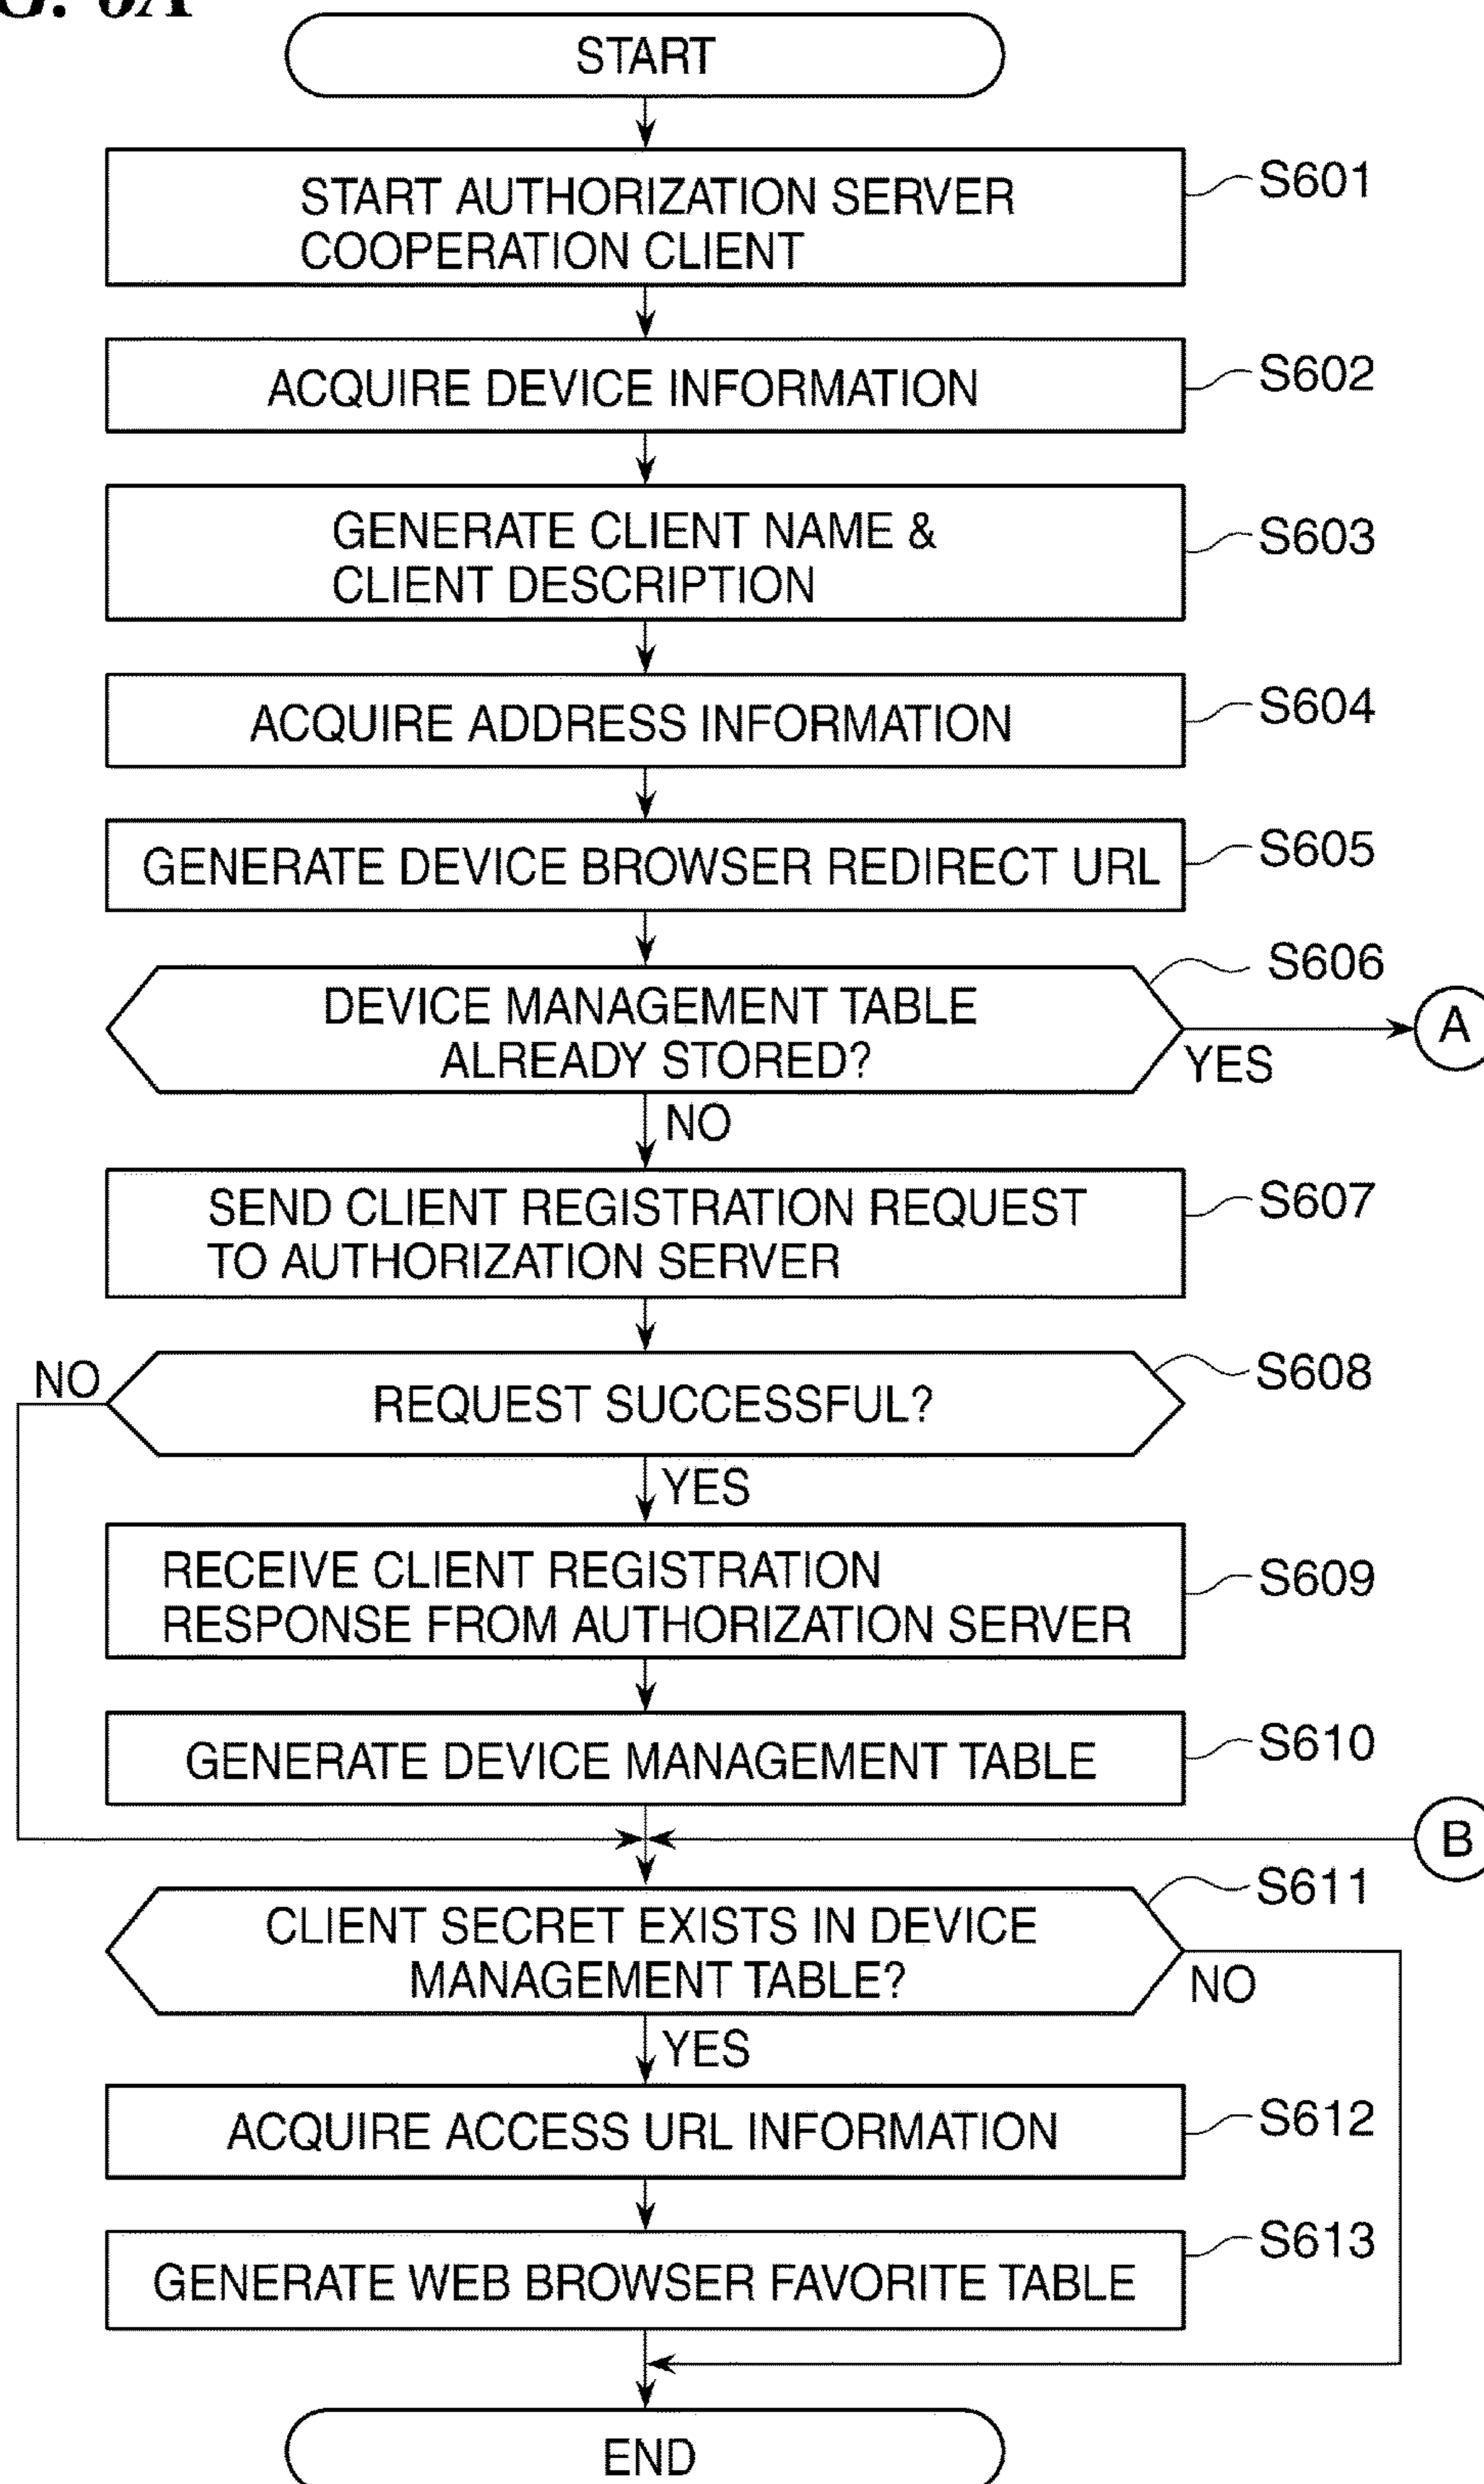 START
START AUTHORIZATION SERVER
COOPERATION CLIENT
S601
ACQUIRE DEVICE INFORMATION
S602
GENERATE CLIENT NAME &
CLIENT DESCRIPTION
S603
ACQUIRE ADDRESS INFORMATION
S604
GENERATE DEVICE BROWSER REDIRECT URL
S605
DEVICE MANAGEMENT TABLE
ALREADY STORED?
S606
A
YES
NO
SEND CLIENT REGISTRATION REQUEST
TO AUTHORIZATION SERVER
S607
NO
REQUEST SUCCESSFUL?
S608
YES
RECEIVE CLIENT REGISTRATION
RESPONSE FROM AUTHORIZATION SERVER
S609
GENERATE DEVICE MANAGEMENT TABLE
S610
B
CLIENT SECRET EXISTS IN DEVICE
MANAGEMENT TABLE?
S611
NO
YES
ACQUIRE ACCESS URL INFORMATION
S612
GENERATE WEB BROWSER FAVORITE TABLE
S613
END